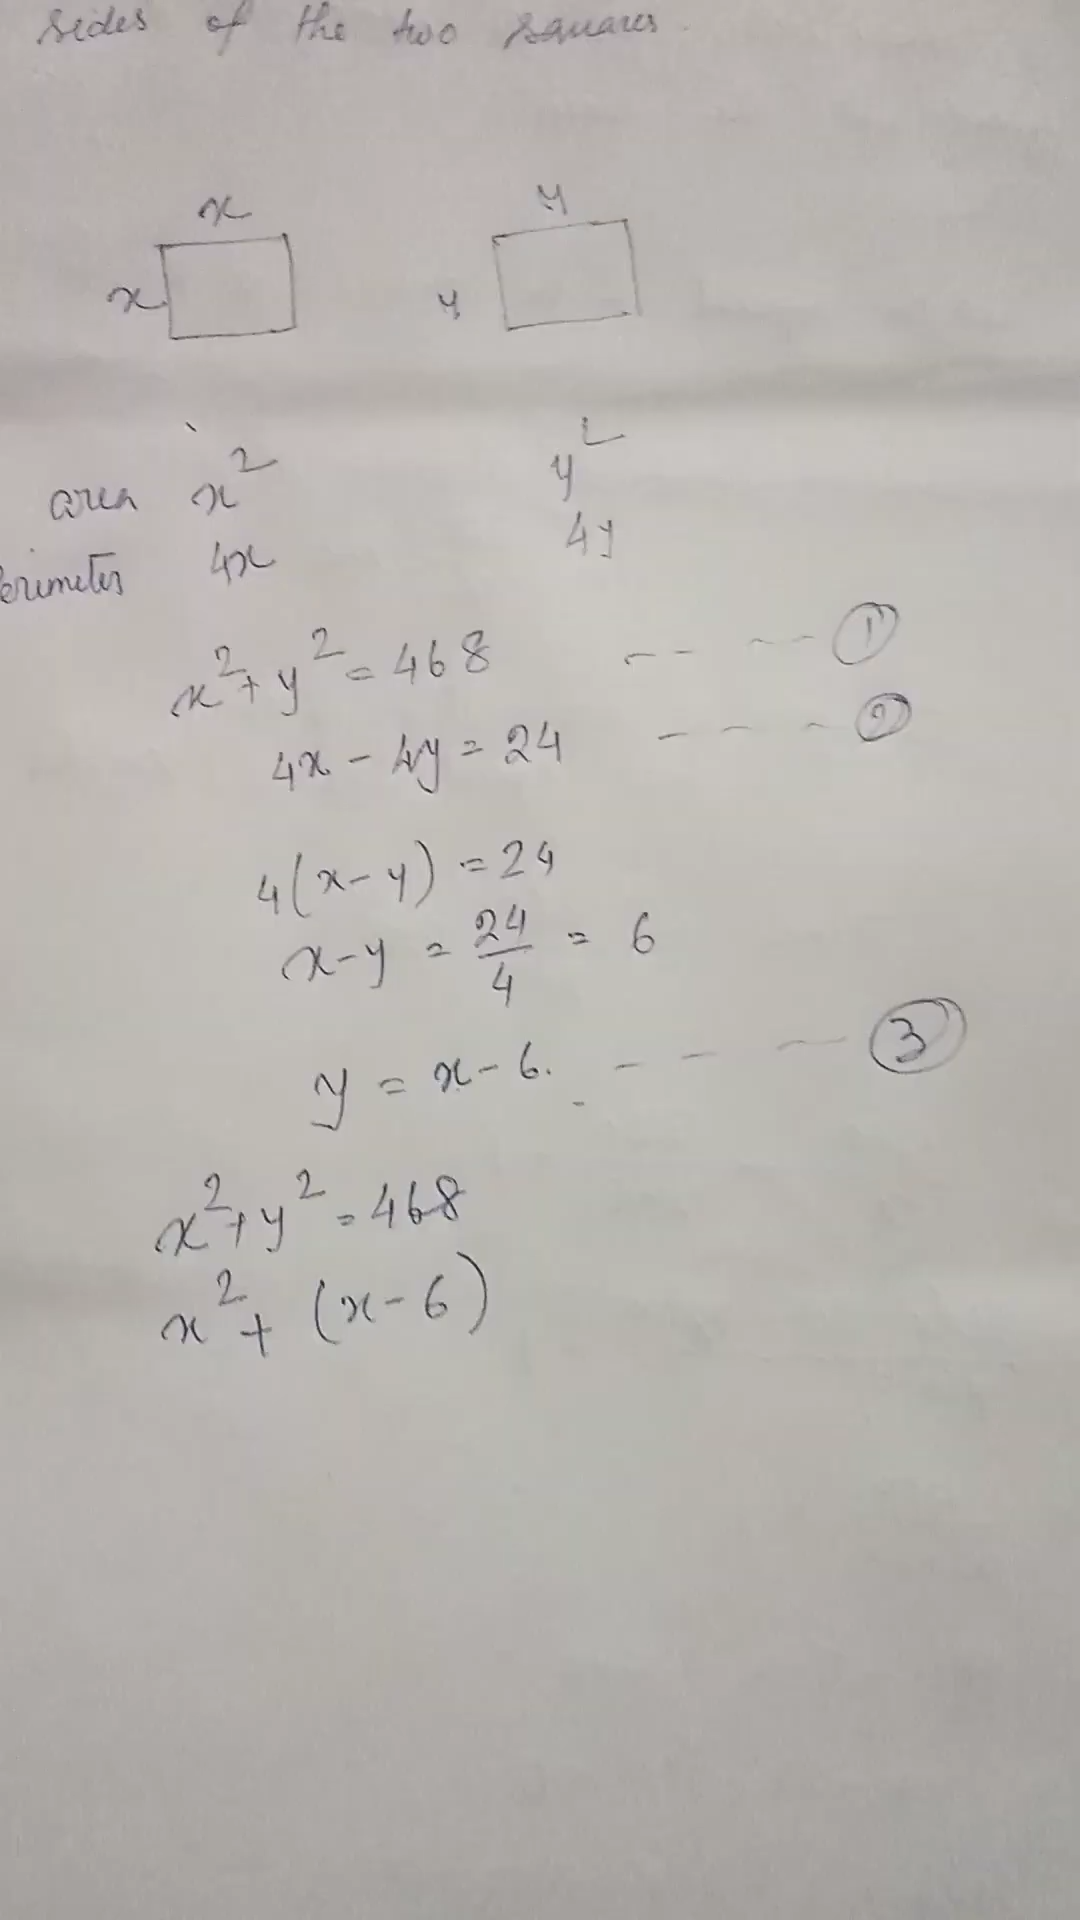 sides of the two squares.
x y
x y
area x² y²
Perimeter 4x 4y
x² + y² = 468 -- -- ①
4x - 4y = 24 - - - ②
4(x - y) = 24
x - y = 24/4 = 6
y = x - 6. - - - ③
x² + y² = 468
x² + (x - 6)